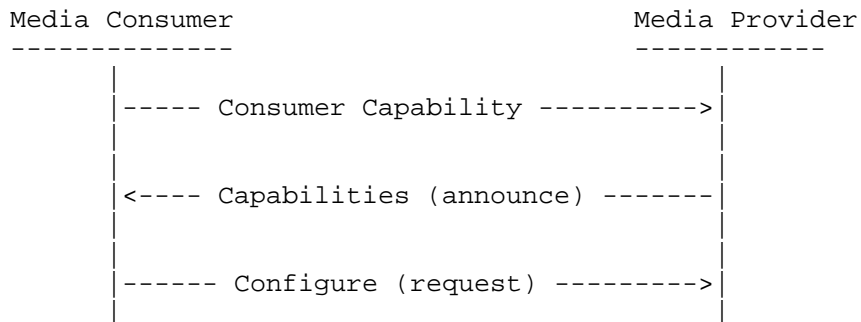 Media Consumer                         Media Provider
--------------                         ------------
      |                                     |
      |----- Consumer Capability ---------->|
      |                                     |
      |                                     |
      |<---- Capabilities (announce) -------|
      |                                     |
      |                                     |
      |------ Configure (request) --------->|
      |                                     |